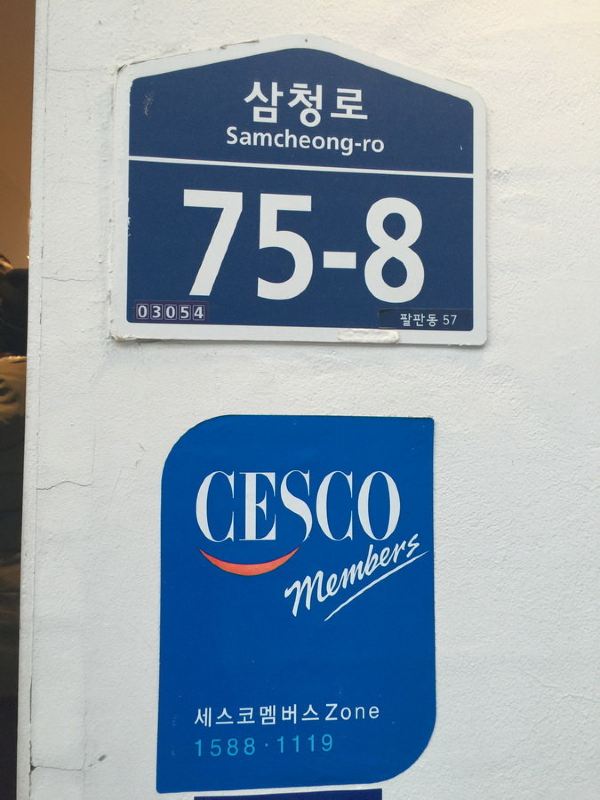 삼청로
Samcheong-ro
75-8
03054
팔판동 57
CESCO
Members
세스코멤버스Zone
1588·1119